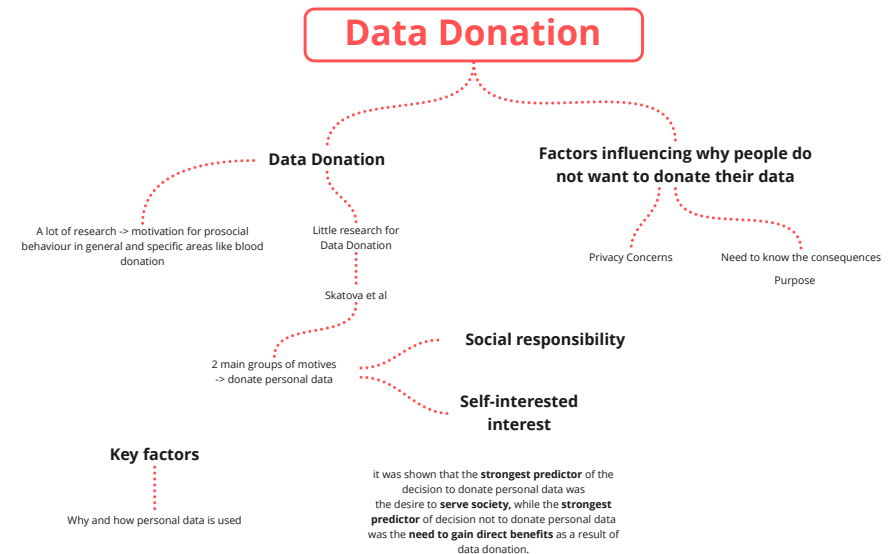 Data Donation
Data Donation
Factors influencing why people do
not want to donate their data
A lot of research -> motivation for prosocial
behaviour in general and specific areas like blood
donation
Little research for
Data Donation
Privacy Concerns
Need to know the consequences
Purpose
Skatova et al
2 main groups of motives
-> donate personal data
Social responsibility
Self-interested
interest
Key factors
Why and how personal data is used
it was shown that the strongest predictor of the
decision to donate personal data was
the desire to serve society, while the strongest
predictor of decision not to donate personal data
was the need to gain direct benefits as a result of
data donation.